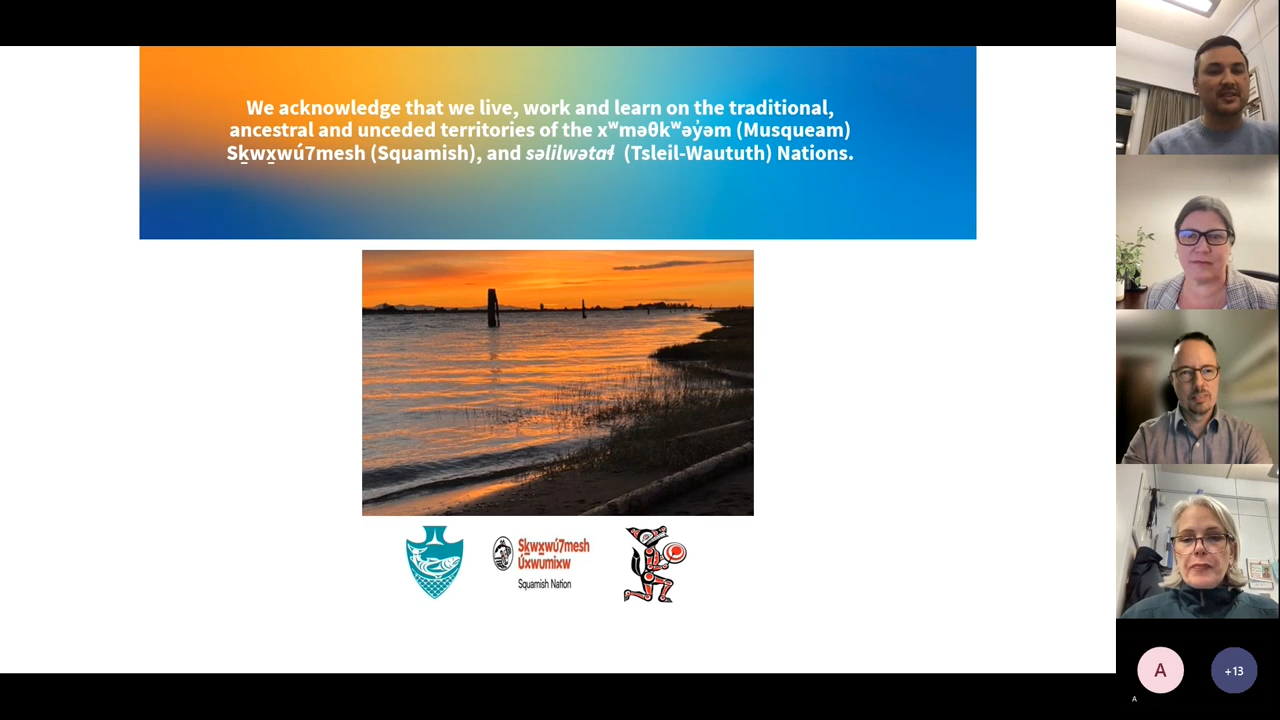 We acknowledge that we live, work and learn on the traditional,
ancestral and unceded territories of the xʷməθkʷəy̓əm (Musqueam)
Sḵwx̱wú7mesh (Squamish), and səlilwətaɬ (Tsleil-Waututh) Nations.
Sḵwx̱wú7mesh
Úxwumixw
Squamish Nation
A
+13
A